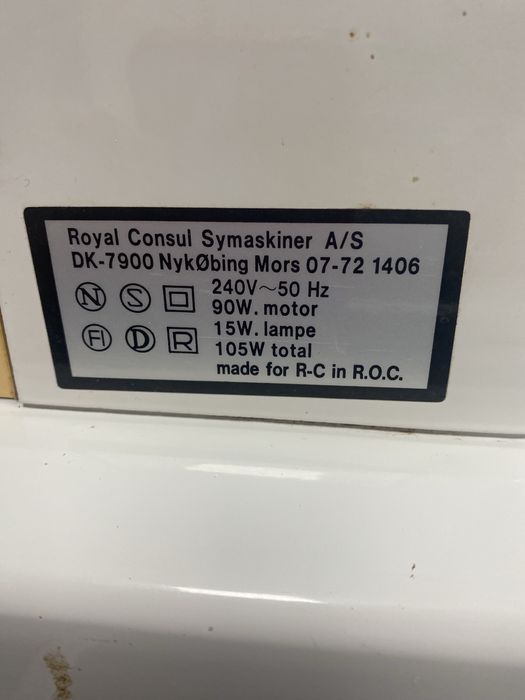 Royal Consul Symaskiner A/S
DK-7900 NykØbing Mors 07-72 1406
N S 240V~50 Hz
90W. motor
FI D R 15W. lampe
105W total
made for R-C in R.O.C.